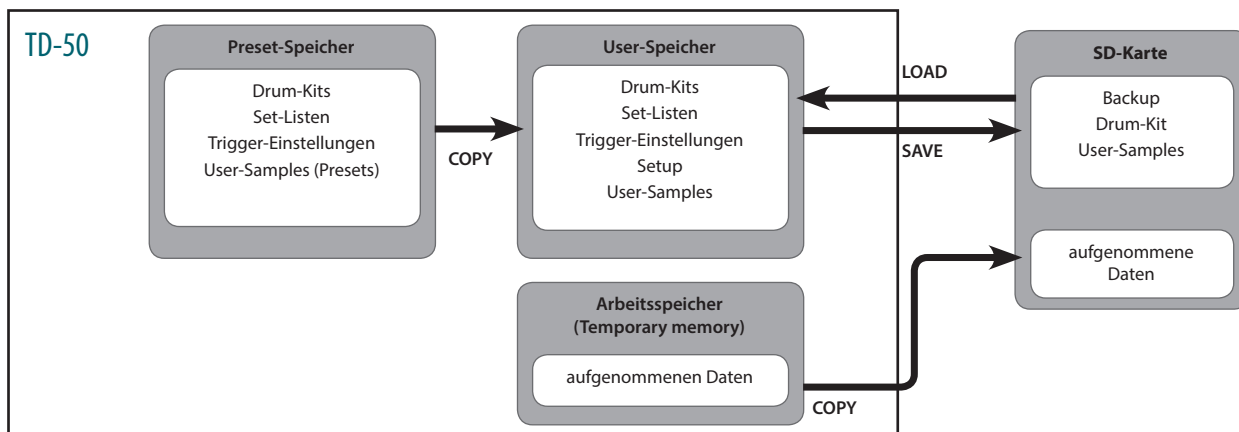 TD-50
Preset-Speicher
Drum-Kits
Set-Listen
Trigger-Einstellungen
User-Samples (Presets)
COPY
User-Speicher
Drum-Kits
Set-Listen
Trigger-Einstellungen
Setup
User-Samples
LOAD
SAVE
SD-Karte
Backup
Drum-Kit
User-Samples
aufgenommene
Daten
Arbeitsspeicher
(Temporary memory)
aufgenommenen Daten
COPY